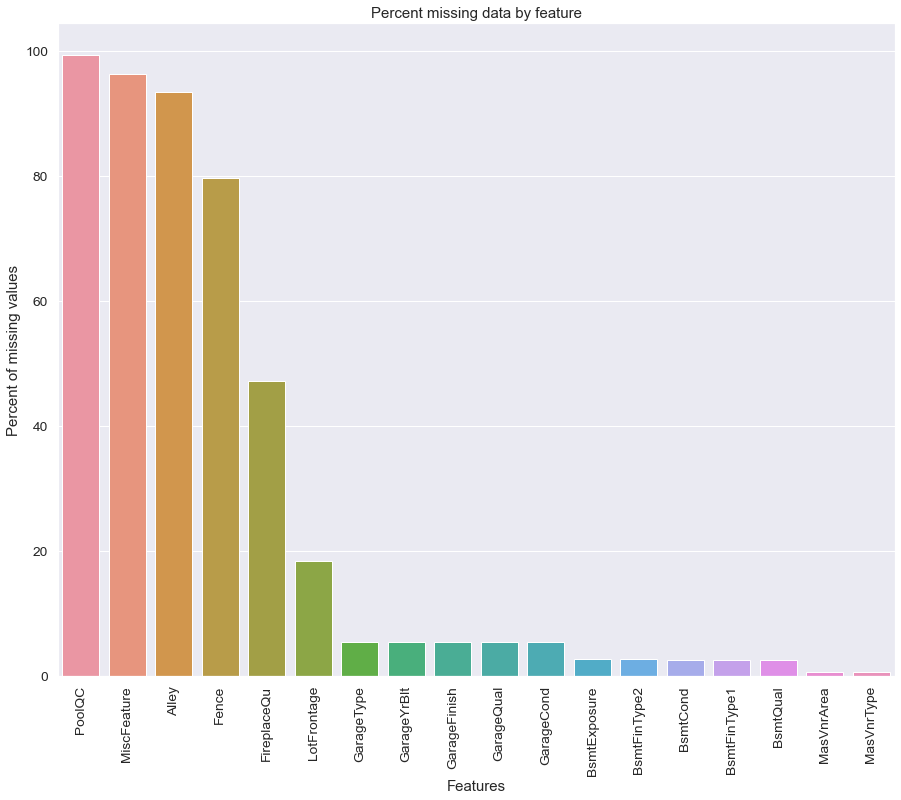 Percent missing data by feature
Percent of missing values
100
80
60
40
20
0
PoolQC
MiscFeature
Alley
Fence
FireplaceQu
LotFrontage
GarageType
GarageYrBlt
GarageFinish
GarageQual
GarageCond
BsmtExposure
BsmtFinType2
BsmtCond
BsmtFinType1
BsmtQual
MasVnrArea
MasVnrType
Features